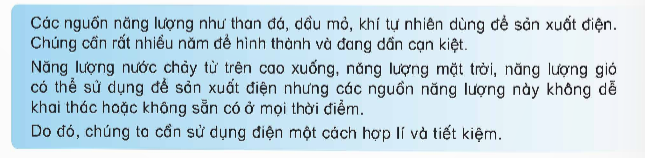 Các nguồn năng lượng như than đá, dầu mỏ, khí tự nhiên dùng để sản xuất điện.
Chúng cần rất nhiều năm để hình thành và đang dần cạn kiệt.
Năng lượng nước chảy từ trên cao xuống, năng lượng mặt trời, năng lượng gió
có thể sử dụng để sản xuất điện nhưng các nguồn năng lượng này không dễ
khai thác hoặc không sẵn có ở mọi thời điểm.
Do đó, chúng ta cần sử dụng điện một cách hợp lí và tiết kiệm.